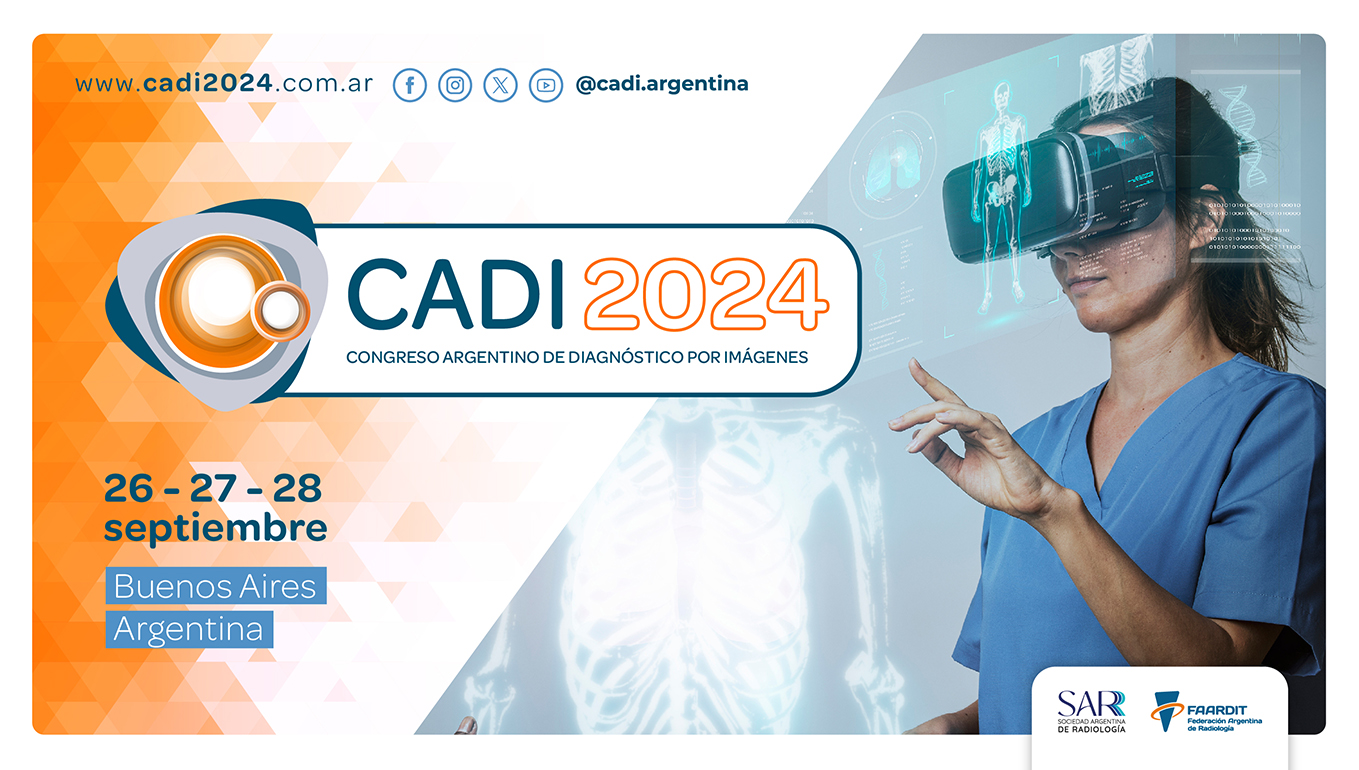 www.cadi2024.com.ar @cadi.argentina
CADI 2024
CONGRESO ARGENTINO DE DIAGNÓSTICO POR IMÁGENES
26 - 27 - 28
septiembre
Buenos Aires
Argentina
SAR
SOCIEDAD ARGENTINA
DE RADIOLOGÍA
FAARDIT
Federación Argentina
de Radiología